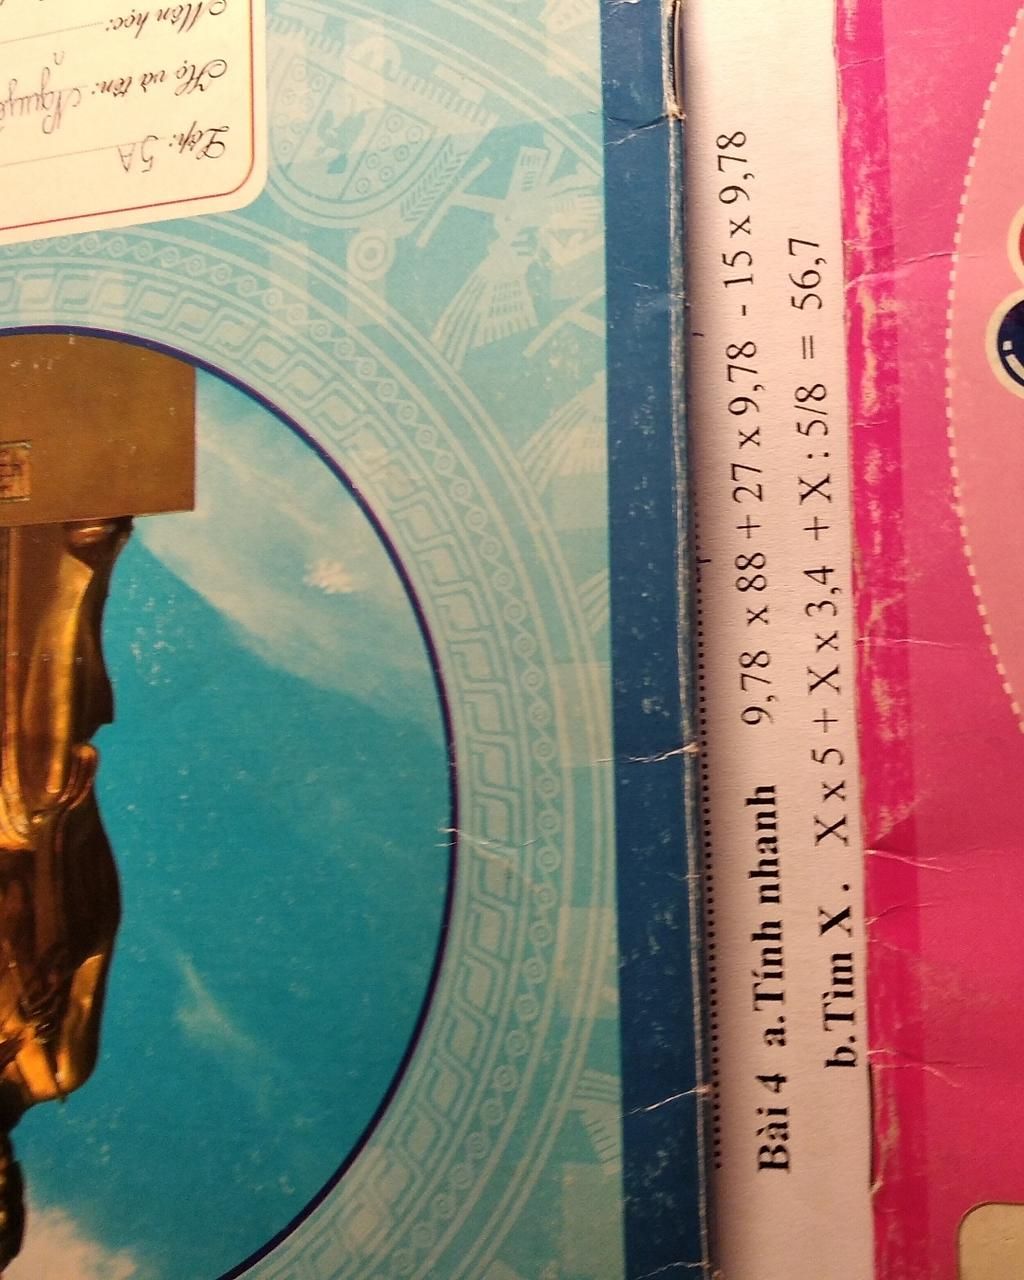 Môn học:
Họ và tên:
Lớp: 5A
Bài 4 a.Tính nhanh 9,78 x 88 + 27 x 9,78 - 15 x 9,78
b.Tìm X . X x 5 + X x 3,4 + X : 5/8 = 56,7